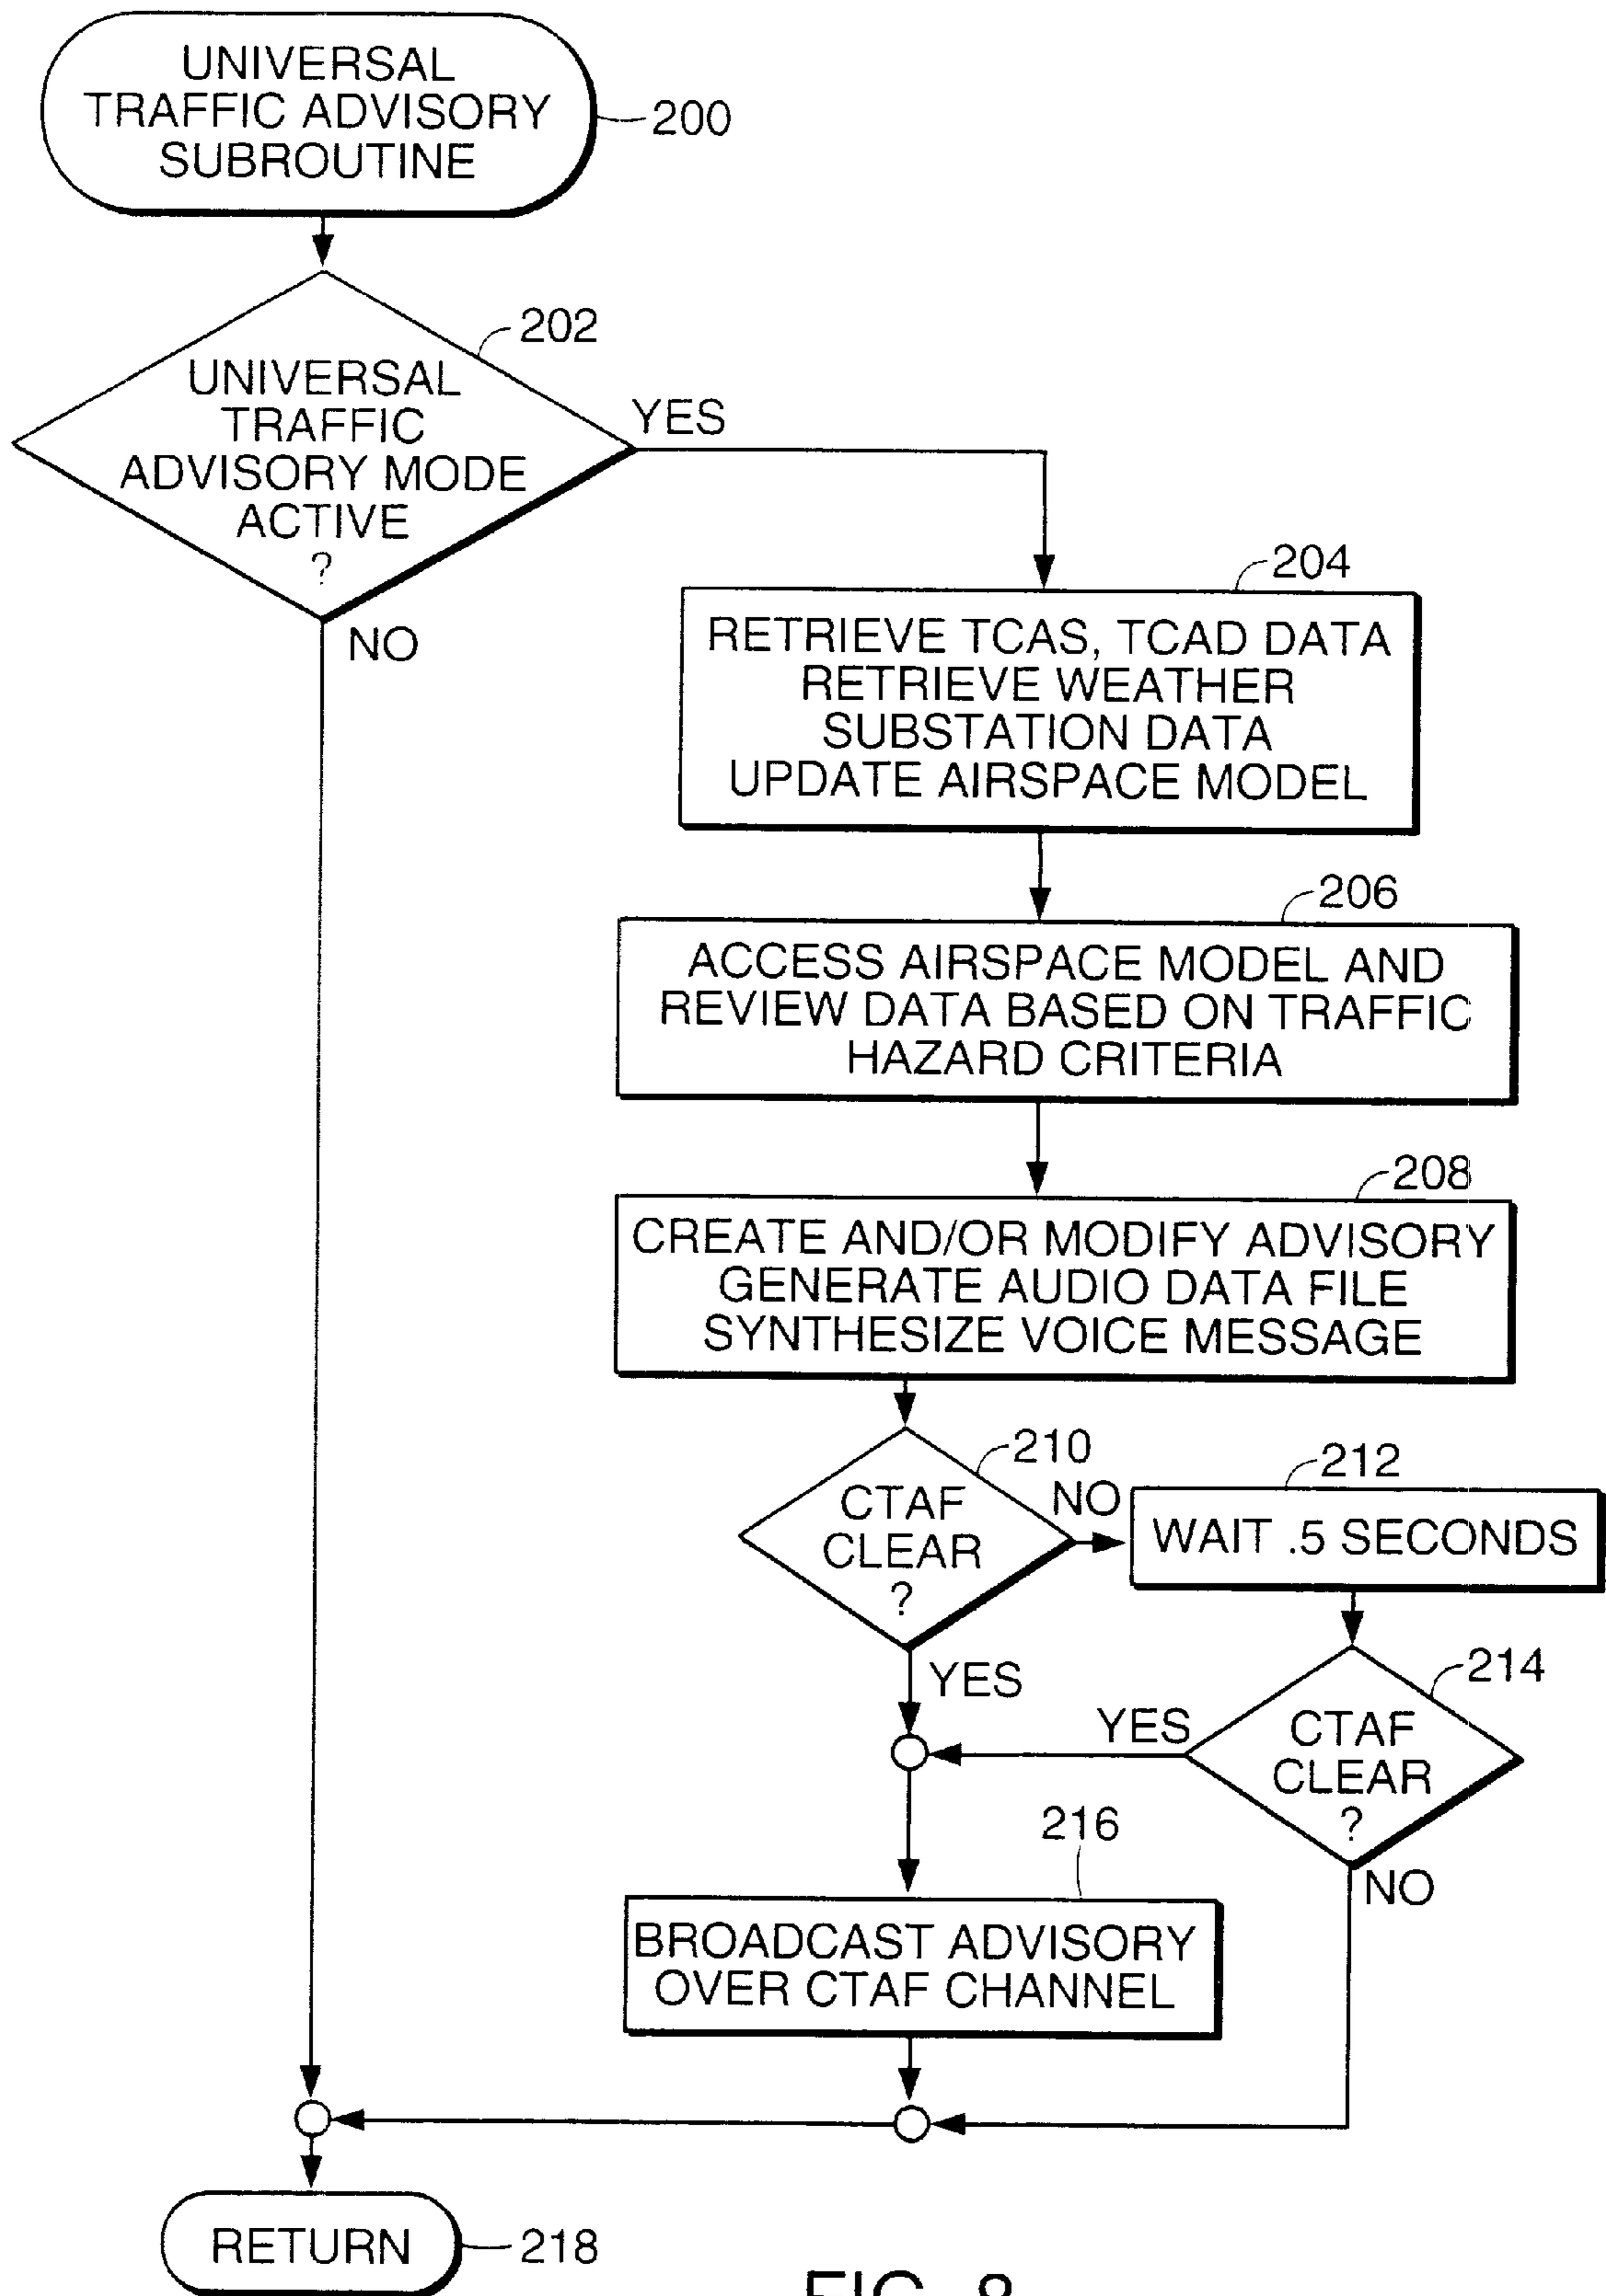 UNIVERSAL
TRAFFIC ADVISORY
SUBROUTINE
200
202
UNIVERSAL
TRAFFIC
ADVISORY MODE
ACTIVE
?
YES
NO
204
RETRIEVE TCAS, TCAD DATA
RETRIEVE WEATHER
SUBSTATION DATA
UPDATE AIRSPACE MODEL
206
ACCESS AIRSPACE MODEL AND
REVIEW DATA BASED ON TRAFFIC
HAZARD CRITERIA
208
CREATE AND/OR MODIFY ADVISORY
GENERATE AUDIO DATA FILE
SYNTHESIZE VOICE MESSAGE
210
CTAF
CLEAR
?
NO
212
WAIT .5 SECONDS
YES
214
CTAF
CLEAR
?
YES
NO
216
BROADCAST ADVISORY
OVER CTAF CHANNEL
RETURN
218
FIG. 8